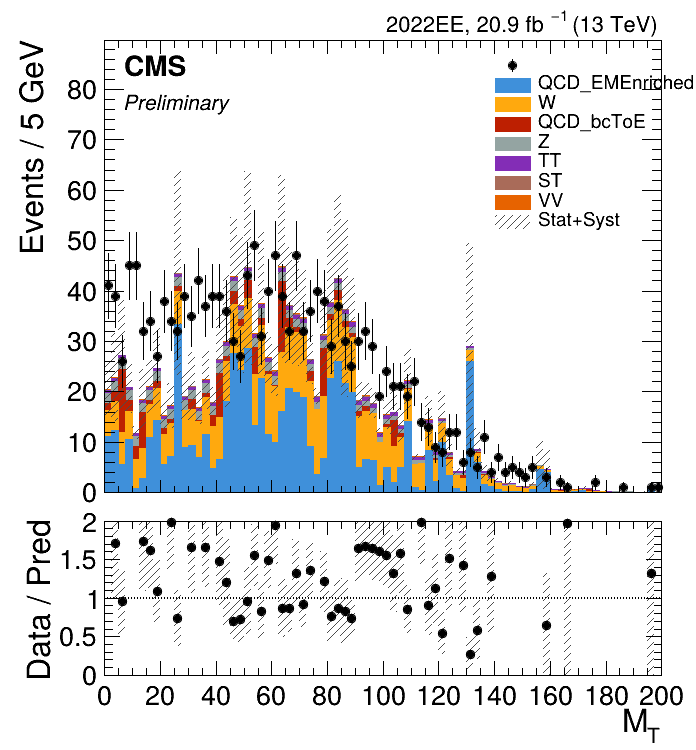 2022EE, 20.9 fb⁻¹ (13 TeV)
CMS
Preliminary
Events / 5 GeV
QCD_EMEnriched
W
QCD_bcToE
Z
TT
ST
VV
Stat+Syst
80
70
60
50
40
30
20
10
0
Data / Pred
2
1.5
1
0.5
0
0 20 40 60 80 100 120 140 160 180 200
M_T